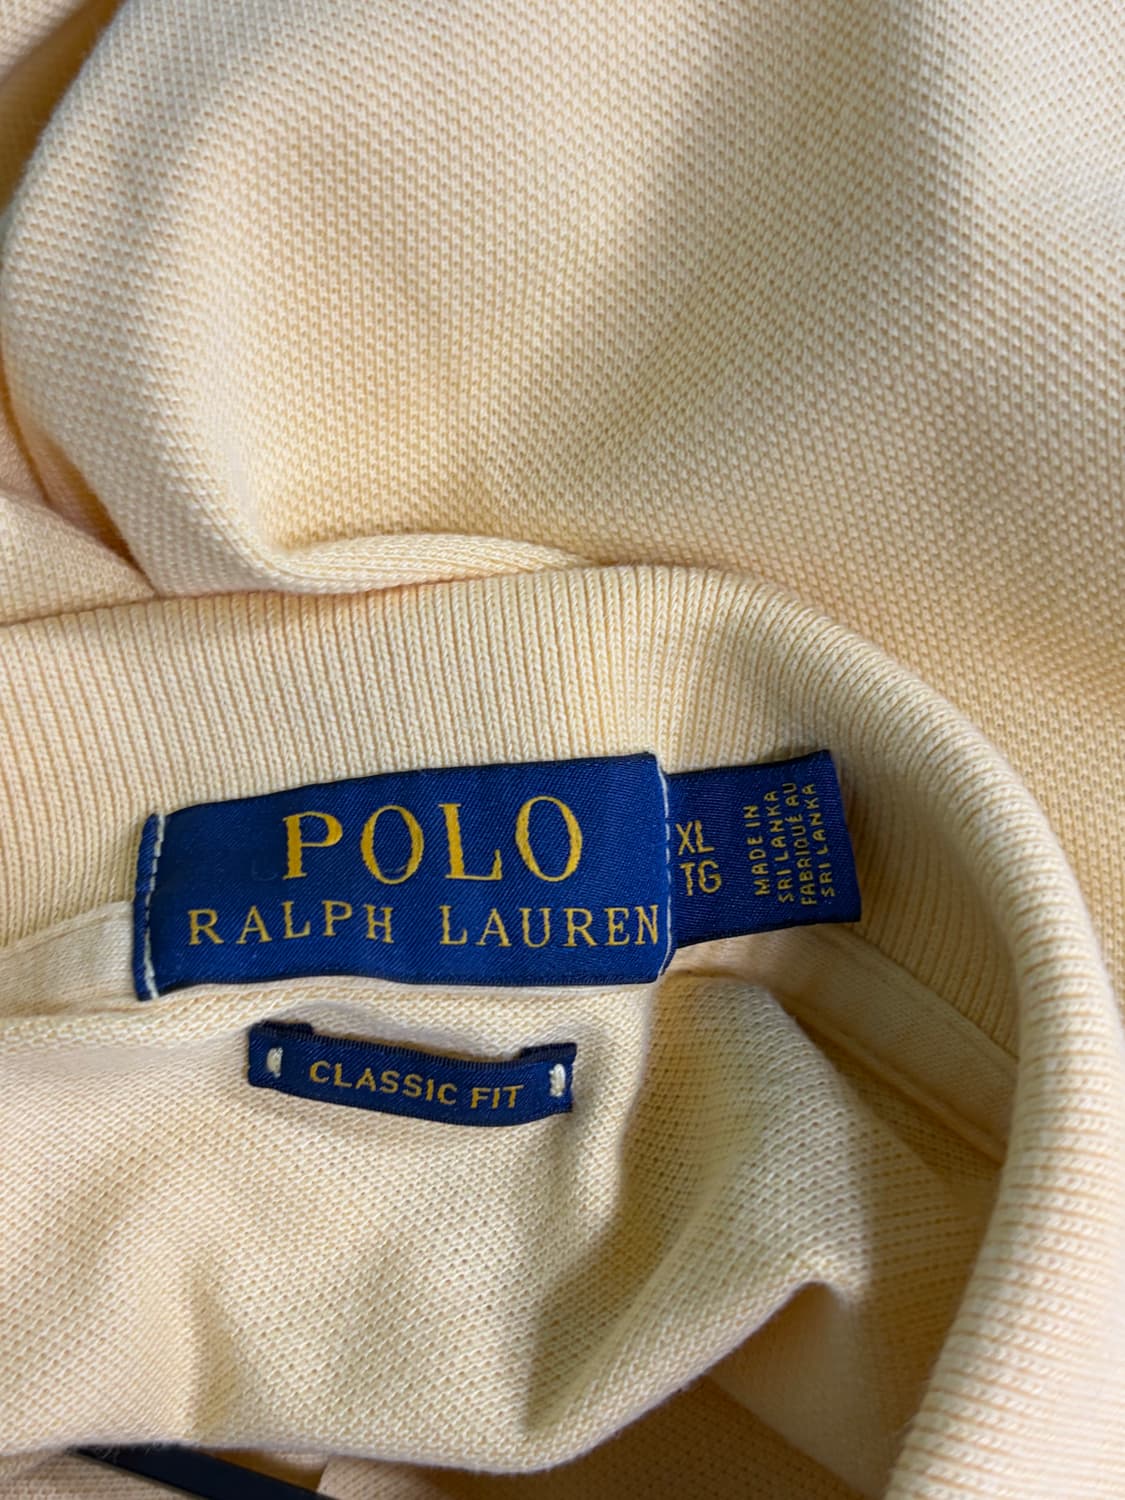 POLO
RALPH LAUREN
XL
TG
MADE IN
SRI LANKA
FABRIQUÉ AU
SRI LANKA
CLASSIC FIT